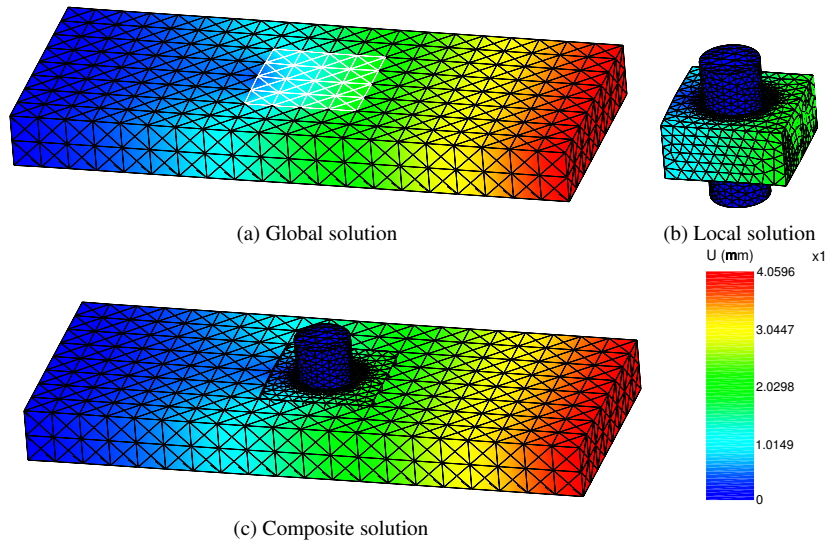 (a) Global solution
(b) Local solution
U (mm) x1
4.0596
3.0447
2.0298
1.0149
0
(c) Composite solution